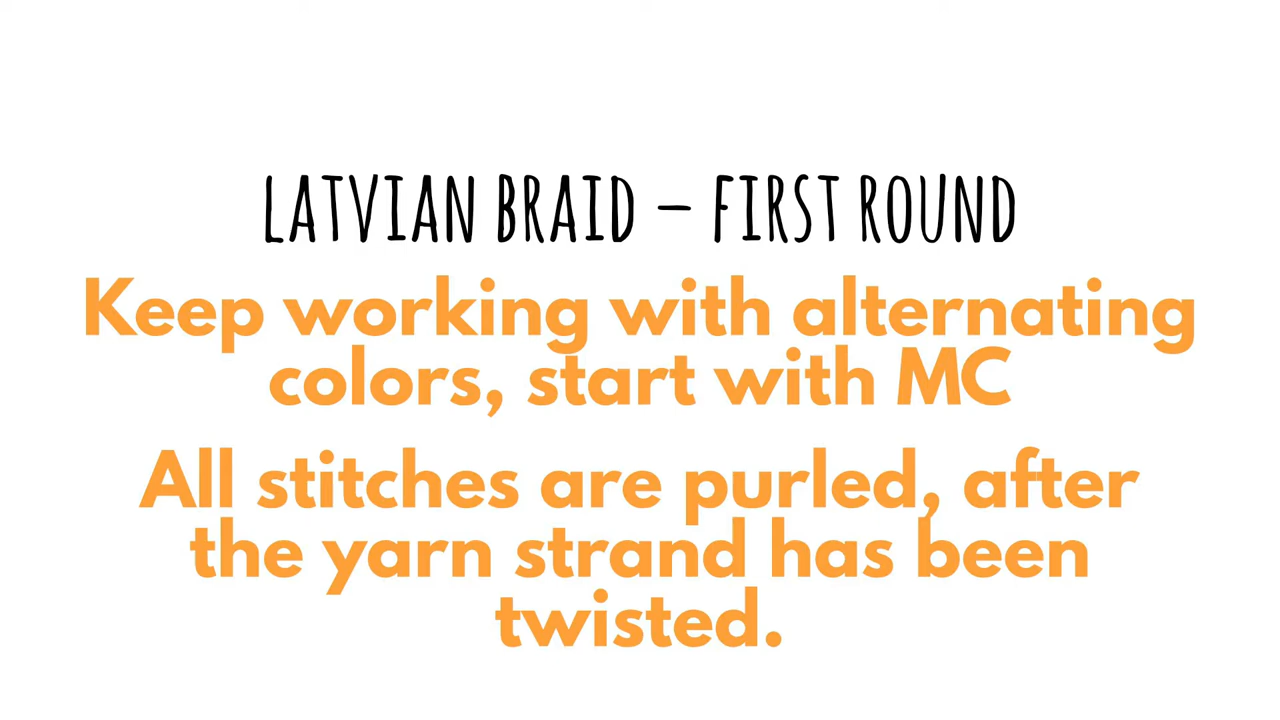 LATVIAN BRAID – FIRST ROUND
Keep working with alternating
colors, start with MC
All stitches are purled, after
the yarn strand has been
twisted.